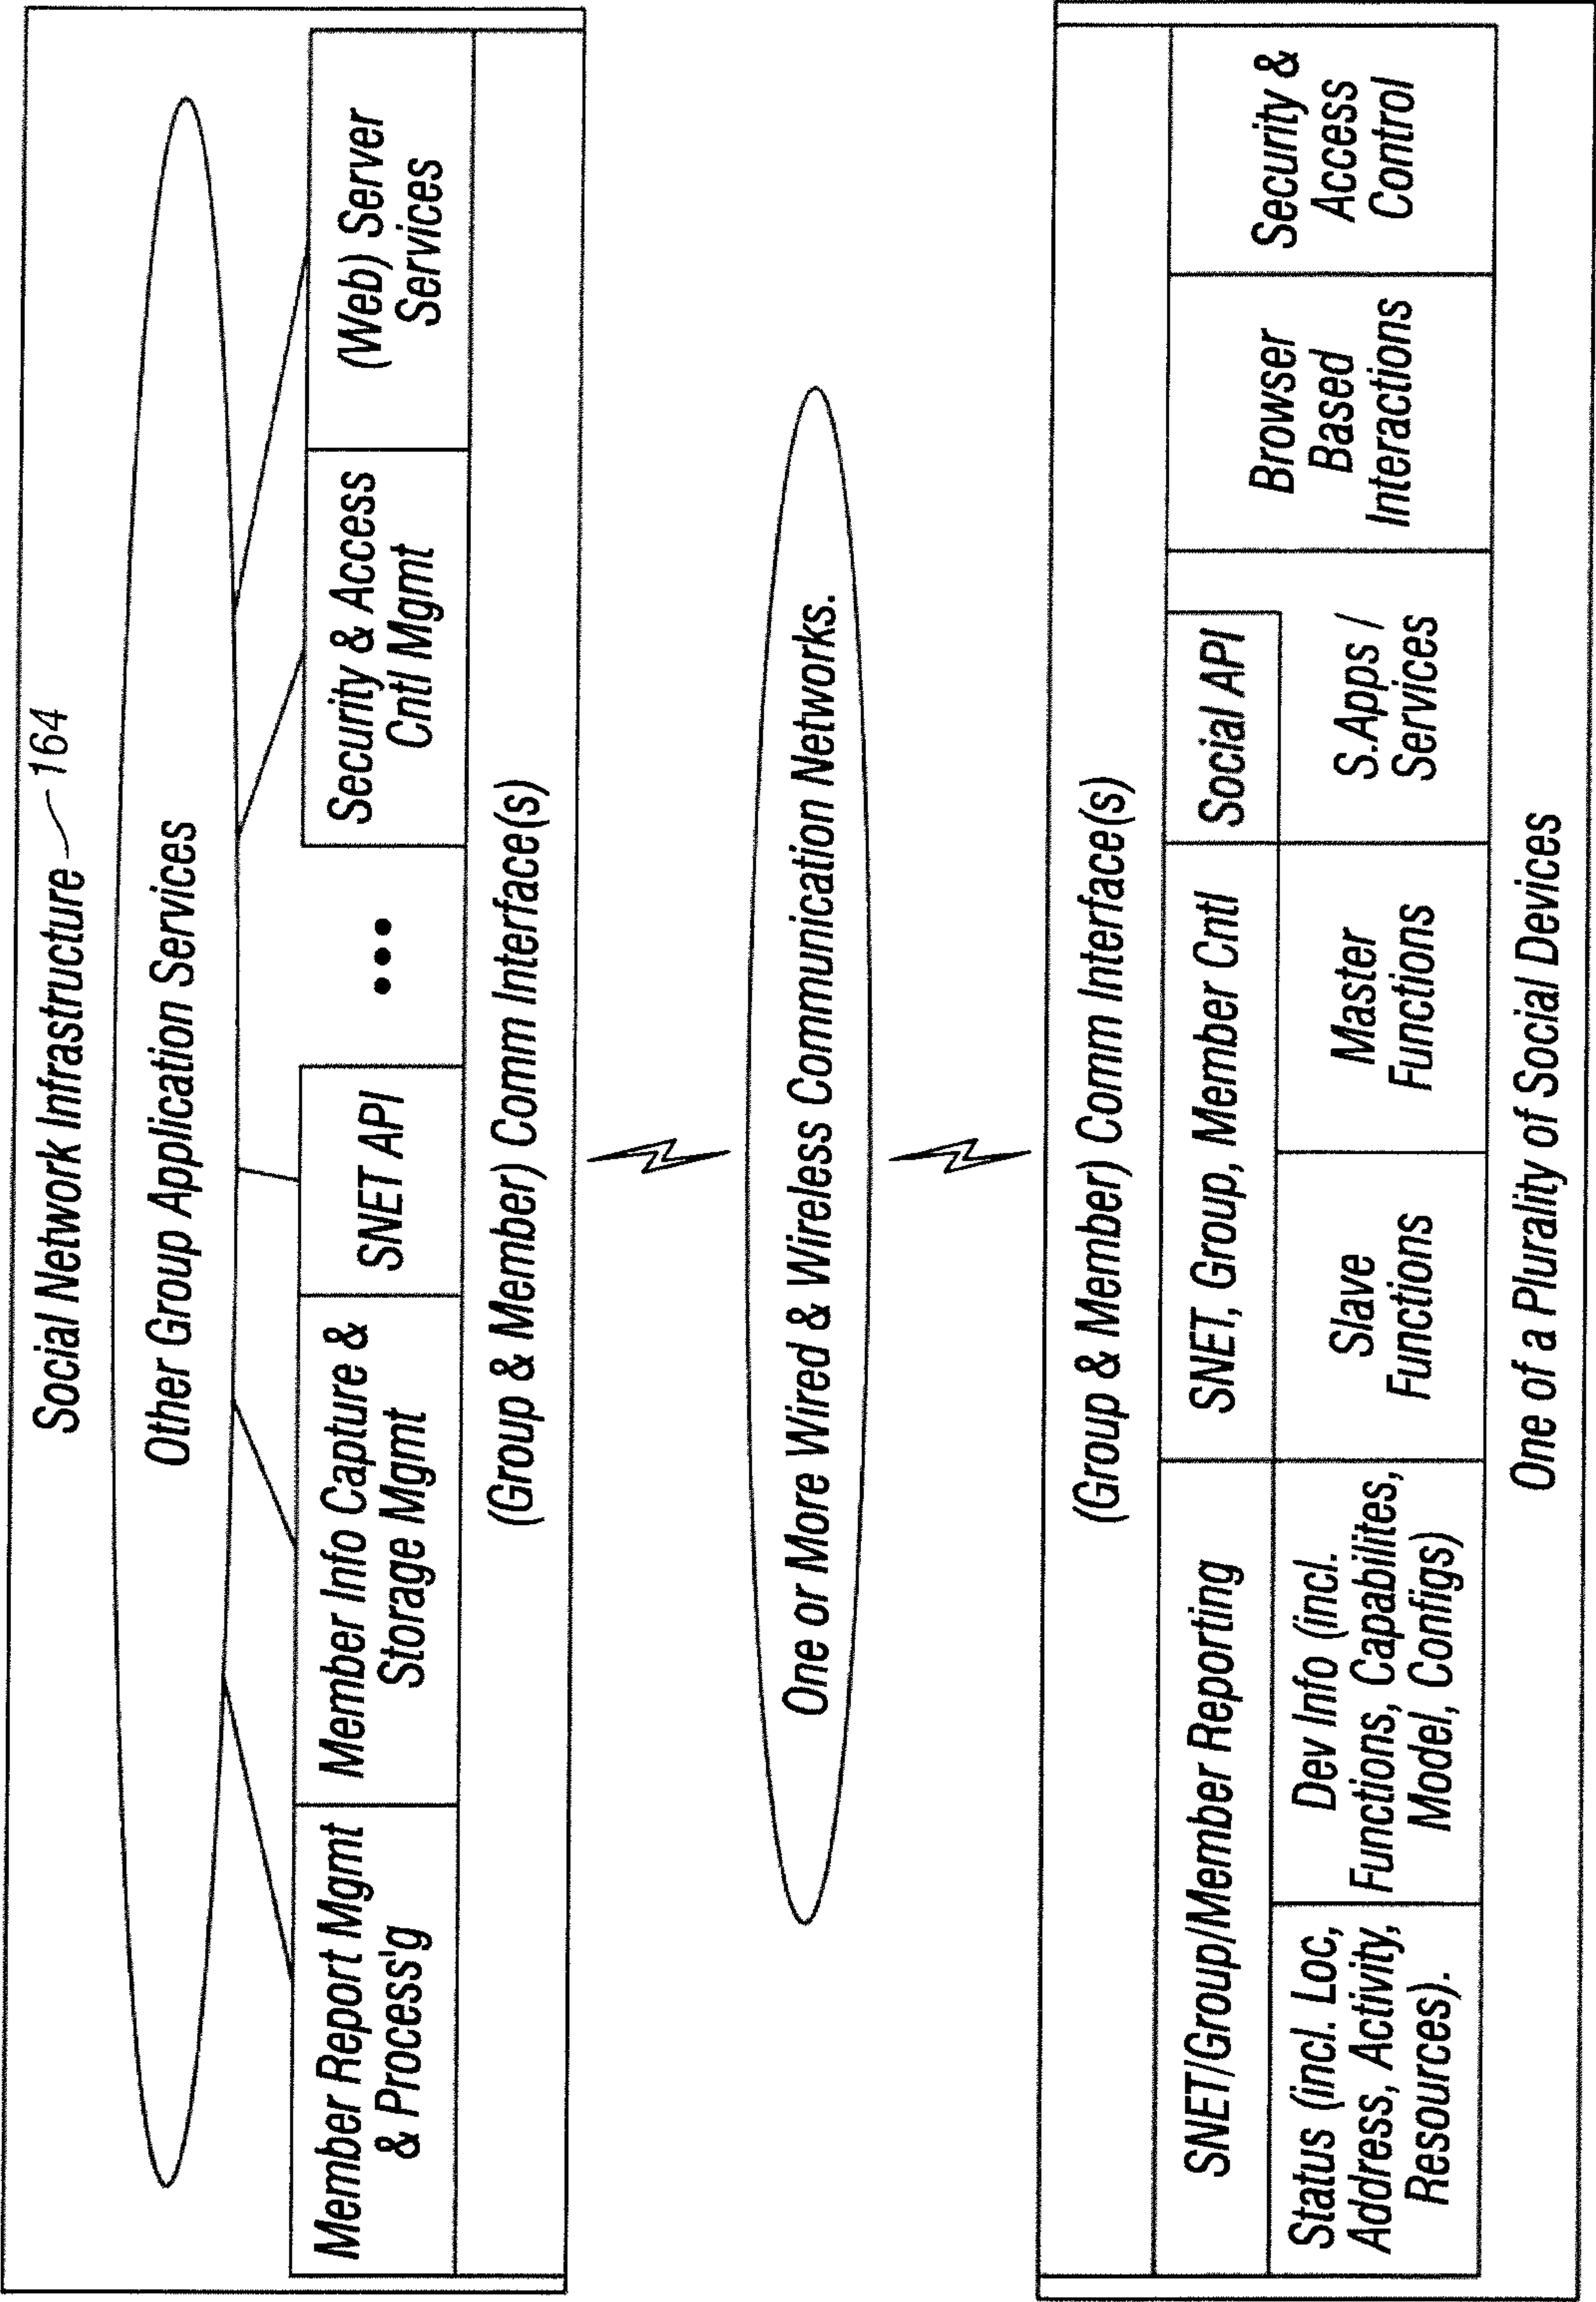 Social Network Infrastructure
164
Other Group Application Services
Member Report Mgmt
& Process'g
Member Info Capture &
Storage Mgmt
SNET API
•••
Security & Access
Cntl Mgmt
(Web) Server
Services
(Group & Member) Comm Interface(s)
One or More Wired & Wireless Communication Networks.
(Group & Member) Comm Interface(s)
SNET/Group/Member Reporting
SNET, Group, Member Cntl
Social API
Status (incl. Loc,
Address, Activity,
Resources).
Dev Info (incl.
Functions, Capabilites,
Model, Configs)
Slave
Functions
Master
Functions
S.Apps /
Services
Browser
Based
Interactions
Security &
Access
Control
One of a Plurality of Social Devices